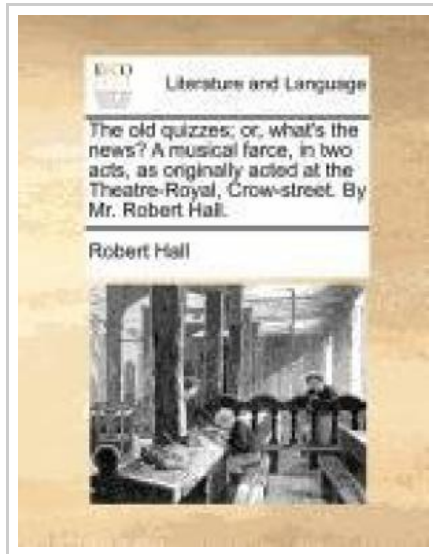 ECCO
Literature and Language
The old quizzes; or, what's the
news? A musical farce, in two
acts, as originally acted at the
Theatre-Royal, Crow-street. By
Mr. Robert Hall.
Robert Hall